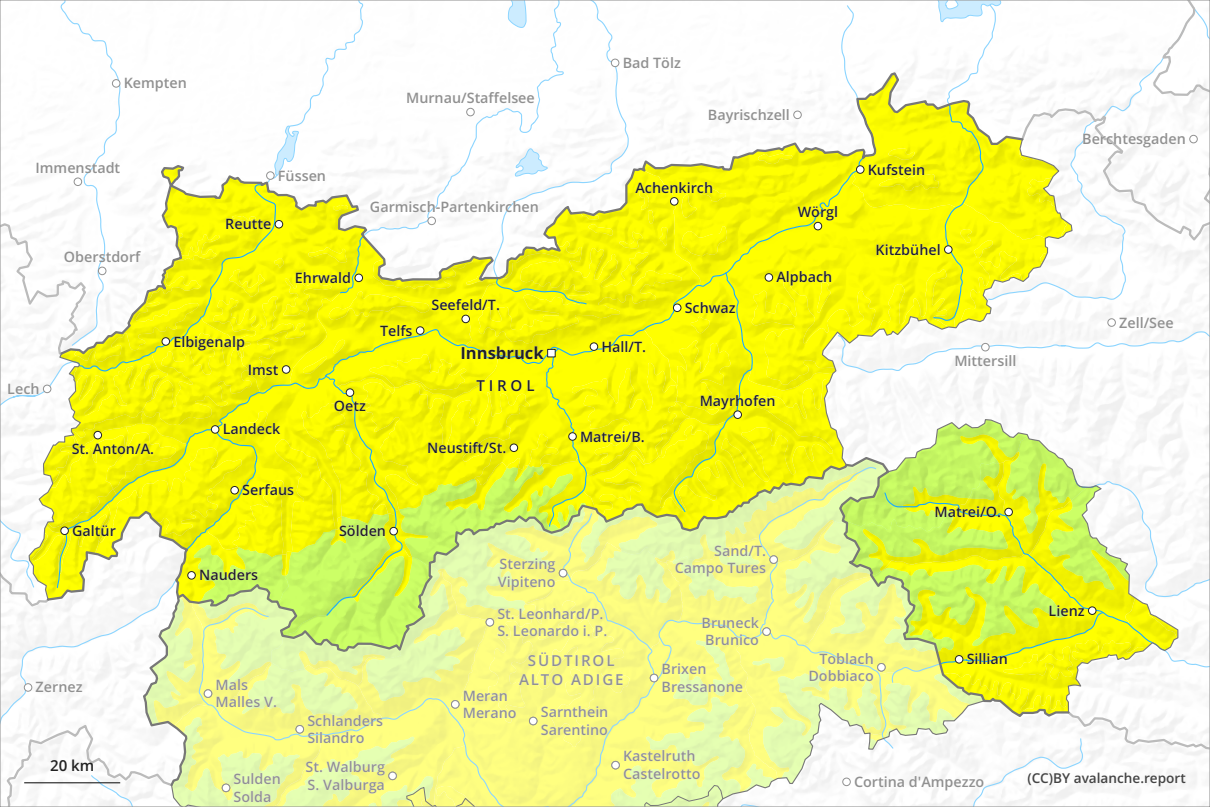 Kempten
Bad Tölz
Murnau/Staffelsee
Bayrischzell
Berchtesgaden
Immenstadt
Füssen
Kufstein
Achenkirch
Garmisch-Partenkirchen
Wörgl
Reutte
Kitzbühel
Oberstdorf
Ehrwald
Alpbach
Seefeld/T.
Schwaz
Zell/See
Telfs
Elbigenalp
Innsbruck
Hall/T.
Mittersill
Imst
TIROL
Lech
Oetz
Mayrhofen
Landeck
Matrei/B.
St. Anton/A.
Neustift/St.
Serfaus
Matrei/O.
Galtür
Sölden
Sand/T.
Campo Tures
Sterzing
Vipiteno
Nauders
Lienz
St. Leonhard/P.
S. Leonardo i. P.
Bruneck
Brunico
Sillian
SÜDTIROL
ALTO ADIGE
Toblach
Dobbiaco
Brixen
Bressanone
Zernez
Mals
Malles V.
Meran
Merano
Sarnthein
Sarentino
Schlanders
Silandro
Kastelruth
Castelrotto
St. Walburg
S. Valburga
20 km
Sulden
Solda
Cortina d'Ampezzo
(CC)BY avalanche.report